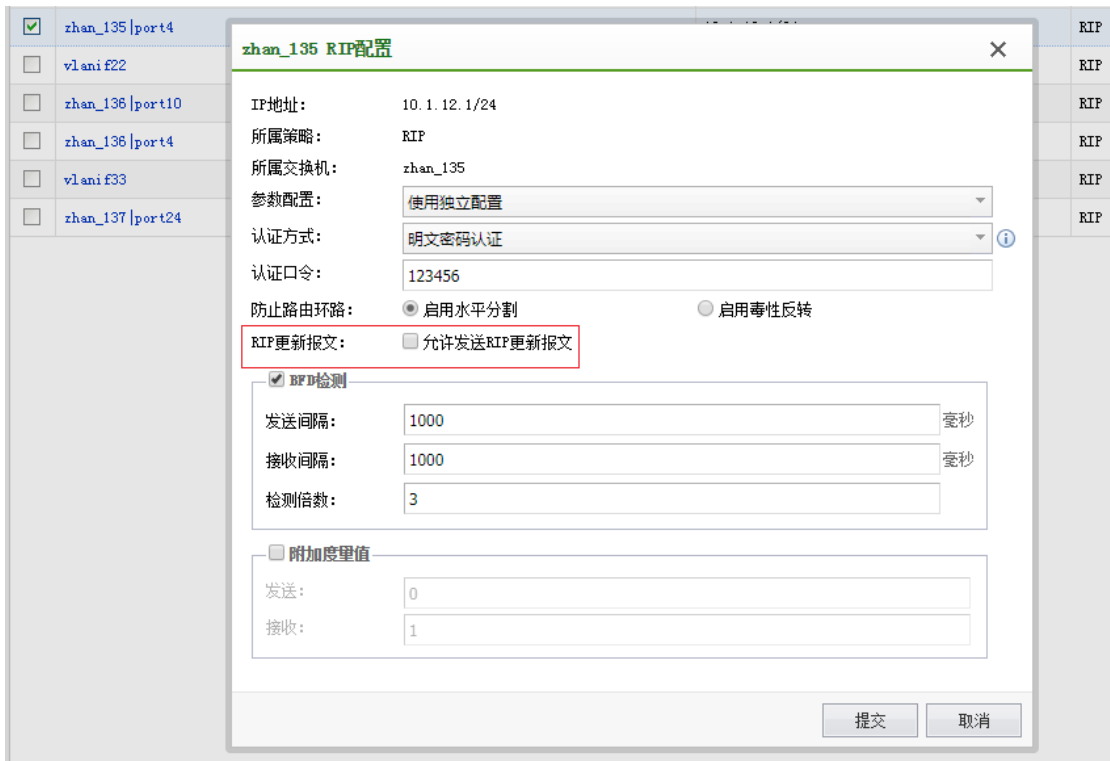 zhan_135|port4 RIP
vlanif22 RIP
zhan_136|port10 RIP
zhan_136|port4 RIP
vlanif33 RIP
zhan_137|port24 RIP
zhan_135 RIP配置
IP地址: 10.1.12.1/24
所属策略: RIP
所属交换机: zhan_135
参数配置: 使用独立配置
认证方式: 明文密码认证
认证口令: 123456
防止路由环路: 启用水平分割 启用毒性反转
RIP更新报文: 允许发送RIP更新报文
BFD检测
发送间隔: 1000 毫秒
接收间隔: 1000 毫秒
检测倍数: 3
附加度里值
发送: 0
接收: 1
提交 取消